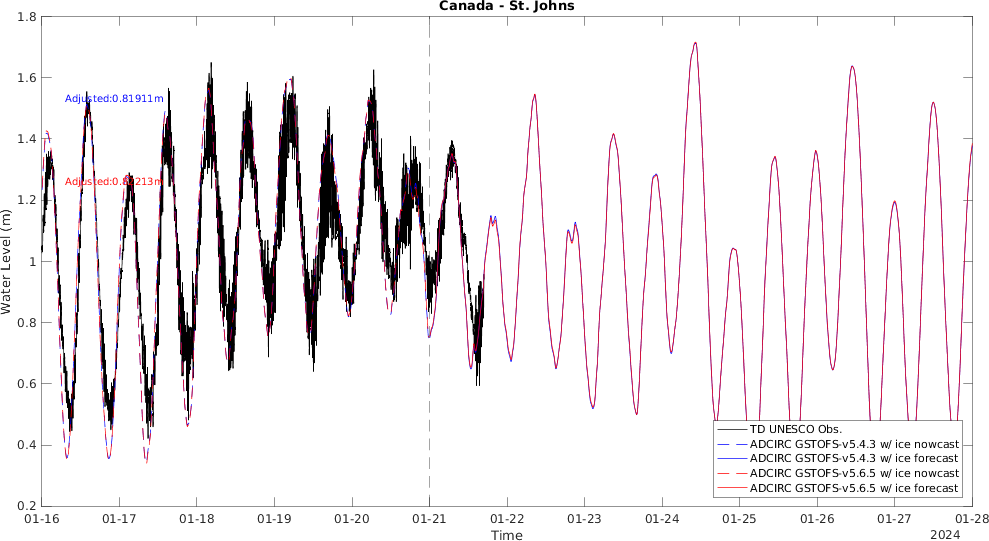 Canada - St. Johns
1.8
1.6
1.4
1.2
1
0.8
0.6
0.4
0.2
Water Level (m)
Adjusted:0.81911m
TD UNESCO Obs.
ADCIRC GSTOFS-v5.4.3 w/ ice nowcast
ADCIRC GSTOFS-v5.4.3 w/ ice forecast
ADCIRC GSTOFS-v5.6.5 w/ ice nowcast
ADCIRC GSTOFS-v5.6.5 w/ ice forecast
01-16 01-17 01-18 01-19 01-20 01-21 01-22 01-23 01-24 01-25 01-26 01-27 01-28
Time
2024